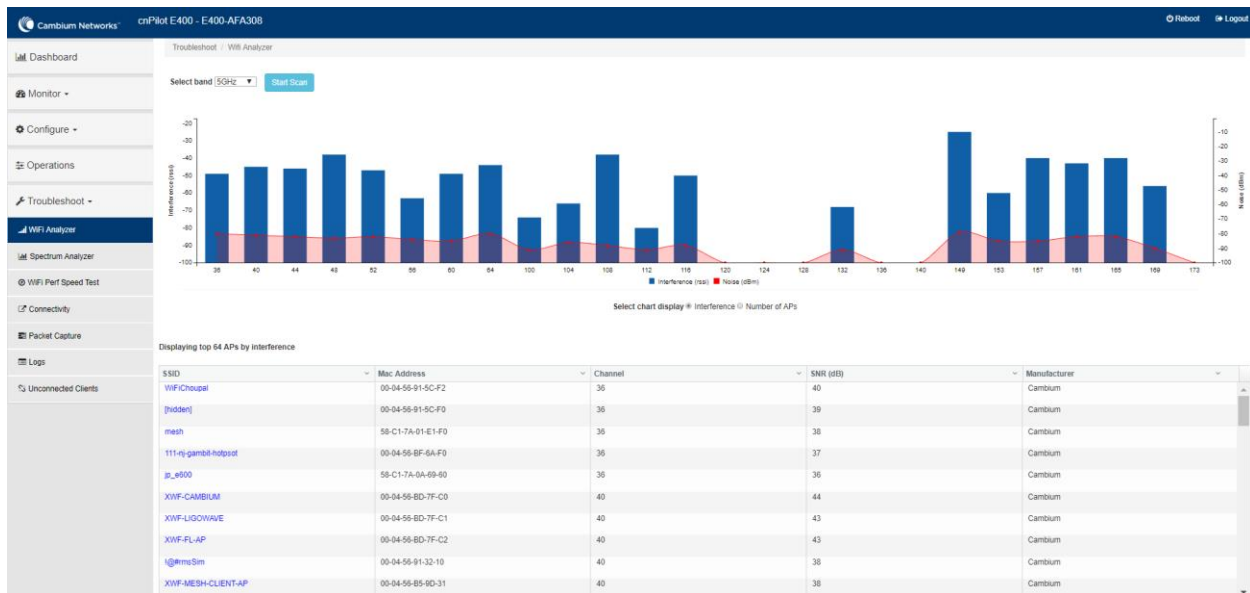 Cambium Networks™ cnPilot E400 - E400-AFA308 Reboot Logout
Dashboard
Monitor
Configure
Operations
Troubleshoot
WiFi Analyzer
Spectrum Analyzer
WiFi Perf Speed Test
Connectivity
Packet Capture
Logs
Unconnected Clients
Troubleshoot / Wifi Analyzer
Select band 5GHz Start Scan
Interference (rssi)
-20
-30
-40
-50
-60
-70
-80
-90
-100
-10
-20
-30
-40
-50
-60
-70
-80
-90
-100
Noise (dBm)
36 40 44 48 52 56 60 64 100 104 108 112 116 120 124 128 132 136 140 149 153 157 161 165 169 173
Interference (rssi) Noise (dBm)
Select chart display Interference Number of APs
Displaying top 64 APs by interference
SSID Mac Address Channel SNR (dB) Manufacturer
WiFiChoupal 00-04-56-91-5C-F2 36 40 Cambium
[hidden] 00-04-56-91-5C-F0 36 39 Cambium
mesh 58-C1-7A-01-E1-F0 36 38 Cambium
111-nj-gambit-hotpsot 00-04-56-BF-6A-F0 36 37 Cambium
jp_e600 58-C1-7A-0A-69-60 36 36 Cambium
XWF-CAMBIUM 00-04-56-BD-7F-C0 40 44 Cambium
XWF-LIGOWAVE 00-04-56-BD-7F-C1 40 43 Cambium
XWF-FL-AP 00-04-56-BD-7F-C2 40 43 Cambium
!@#rmsSim 00-04-56-91-32-10 40 38 Cambium
XWF-MESH-CLIENT-AP 00-04-56-B5-9D-31 40 38 Cambium